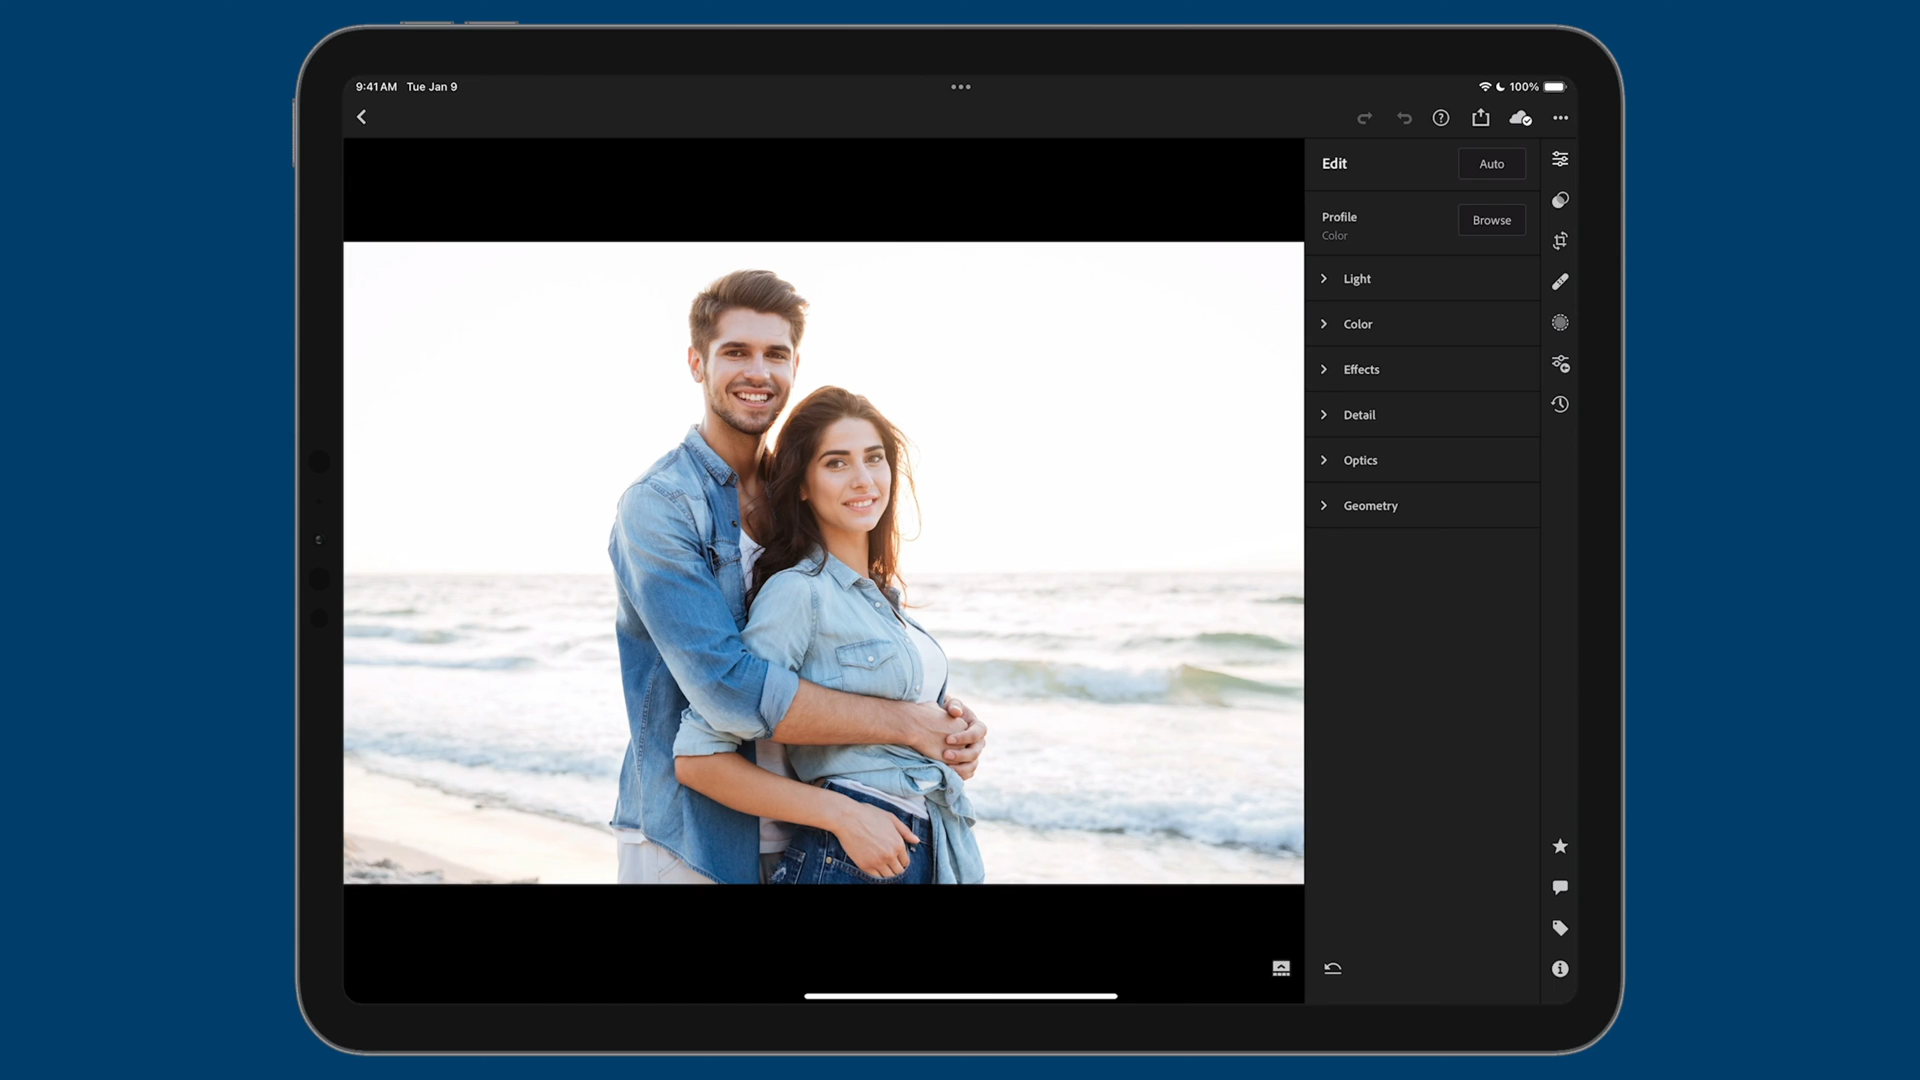 9:41 AM Tue Jan 9
100%
Edit
Auto
Profile
Color
Browse
Light
Color
Effects
Detail
Optics
Geometry